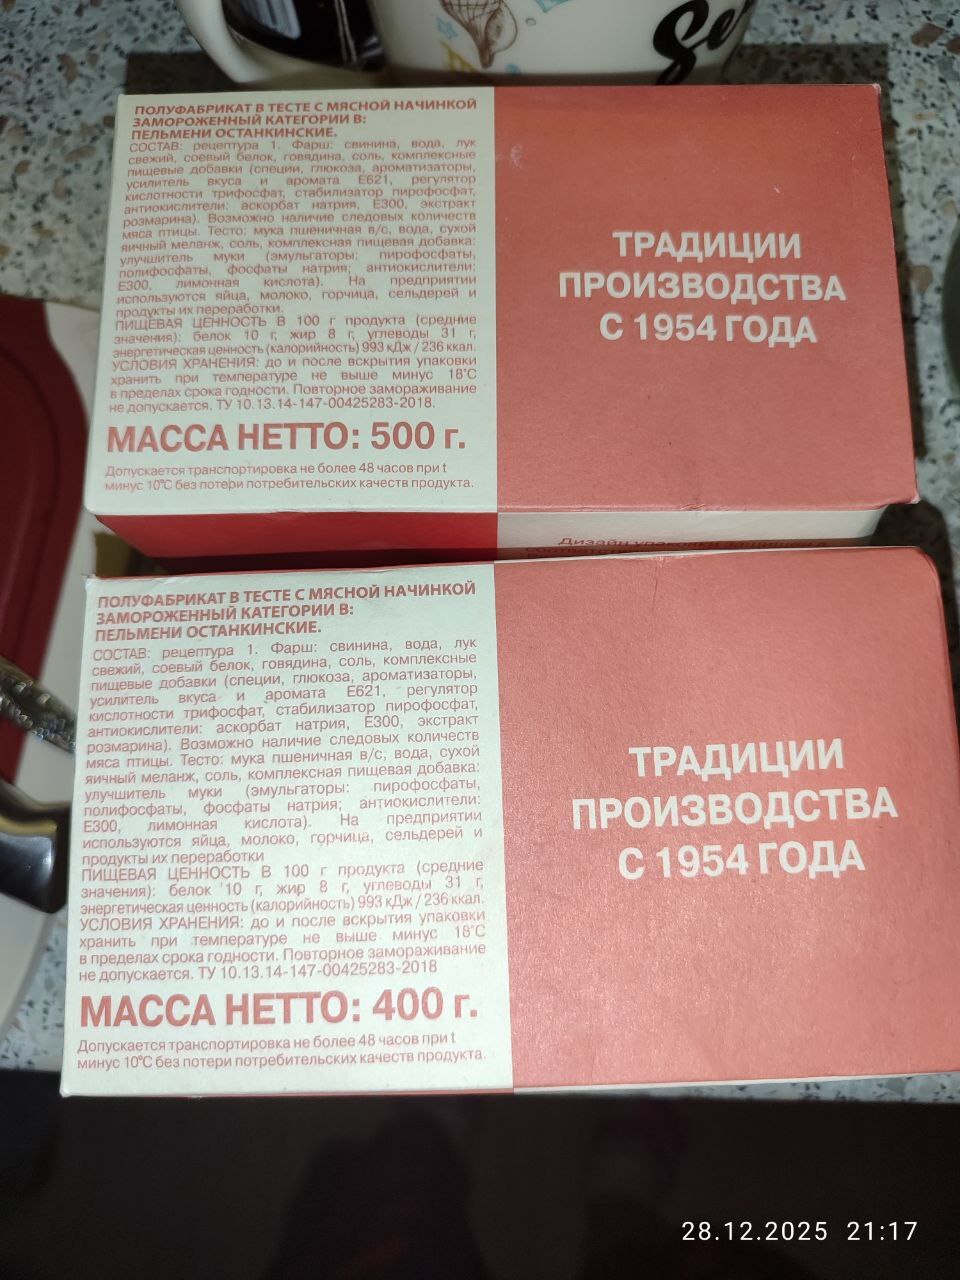 Se
ПОЛУФАБРИКАТ В ТЕСТЕ С МЯСНОЙ НАЧИНКОЙ
ЗАМОРОЖЕННЫЙ КАТЕГОРИИ В:
ПЕЛЬМЕНИ ОСТАНКИНСКИЕ.
СОСТАВ: рецептура 1. Фарш: свинина, вода, лук
свежий, соевый белок, говядина, соль, комплексные
пищевые добавки (специи, глюкоза, ароматизаторы,
усилитель вкуса и аромата Е621, регулятор
кислотности трифосфат, стабилизатор пирофосфат,
антиокислители: аскорбат натрия, Е300, экстракт
розмарина). Возможно наличие следовых количеств
мяса птицы. Тесто: мука пшеничная в/с, вода, сухой
яичный меланж, соль, комплексная пищевая добавка:
улучшитель муки (эмульгаторы: пирофосфаты,
полифосфаты, фосфаты натрия; антиокислители:
Е300, лимонная кислота). На предприятии
используются яйца, молоко, горчица, сельдерей и
продукты их переработки.
ПИЩЕВАЯ ЦЕННОСТЬ В 100 г продукта (средние
значения): белок 10 г, жир 8 г, углеводы 31 г,
энергетическая ценность (калорийность) 993 кДж / 236 ккал.
УСЛОВИЯ ХРАНЕНИЯ: до и после вскрытия упаковки
хранить при температуре не выше минус 18°С
в пределах срока годности. Повторное замораживание
не допускается. ТУ 10.13.14-147-00425283-2018.
МАССА НЕТТО: 500 г.
Допускается транспортировка не более 48 часов при t
минус 10°С без потери потребительских качеств продукта.
ТРАДИЦИИ
ПРОИЗВОДСТВА
С 1954 ГОДА
Дизайн упаковки защищен в
ПОЛУФАБРИКАТ В ТЕСТЕ С МЯСНОЙ НАЧИНКОЙ
ЗАМОРОЖЕННЫЙ КАТЕГОРИИ В:
ПЕЛЬМЕНИ ОСТАНКИНСКИЕ.
СОСТАВ: рецептура 1. Фарш: свинина, вода, лук
свежий, соевый белок, говядина, соль, комплексные
пищевые добавки (специи, глюкоза, ароматизаторы,
усилитель вкуса и аромата Е621, регулятор
кислотности трифосфат, стабилизатор пирофосфат,
антиокислители: аскорбат натрия, Е300, экстракт
розмарина). Возможно наличие следовых количеств
мяса птицы. Тесто: мука пшеничная в/с, вода, сухой
яичный меланж, соль, комплексная пищевая добавка:
улучшитель муки (эмульгаторы: пирофосфаты,
полифосфаты, фосфаты натрия; антиокислители:
Е300, лимонная кислота). На предприятии
используются яйца, молоко, горчица, сельдерей и
продукты их переработки
ПИЩЕВАЯ ЦЕННОСТЬ В 100 г продукта (средние
значения): белок 10 г, жир 8 г, углеводы 31 г,
энергетическая ценность (калорийность) 993 кДж / 236 ккал.
УСЛОВИЯ ХРАНЕНИЯ: до и после вскрытия упаковки
хранить при температуре не выше минус 18°С
в пределах срока годности. Повторное замораживание
не допускается. ТУ 10.13.14-147-00425283-2018
МАССА НЕТТО: 400 г.
Допускается транспортировка не более 48 часов при t
минус 10°С без потери потребительских качеств продукта.
ТРАДИЦИИ
ПРОИЗВОДСТВА
С 1954 ГОДА
28.12.2025 21:17